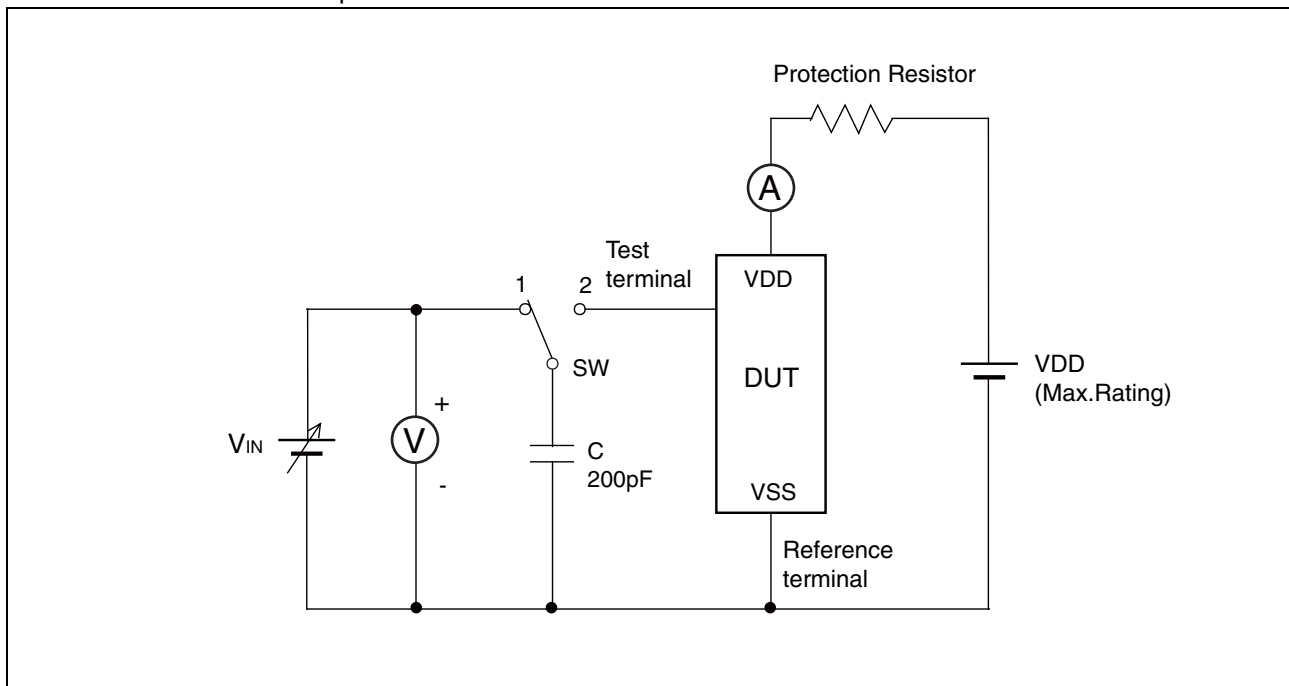 Protection Resistor
A
Test
terminal
1
2
VDD
SW
DUT
VDD
(Max.Rating)
VIN
+
V
-
C
200pF
VSS
Reference
terminal